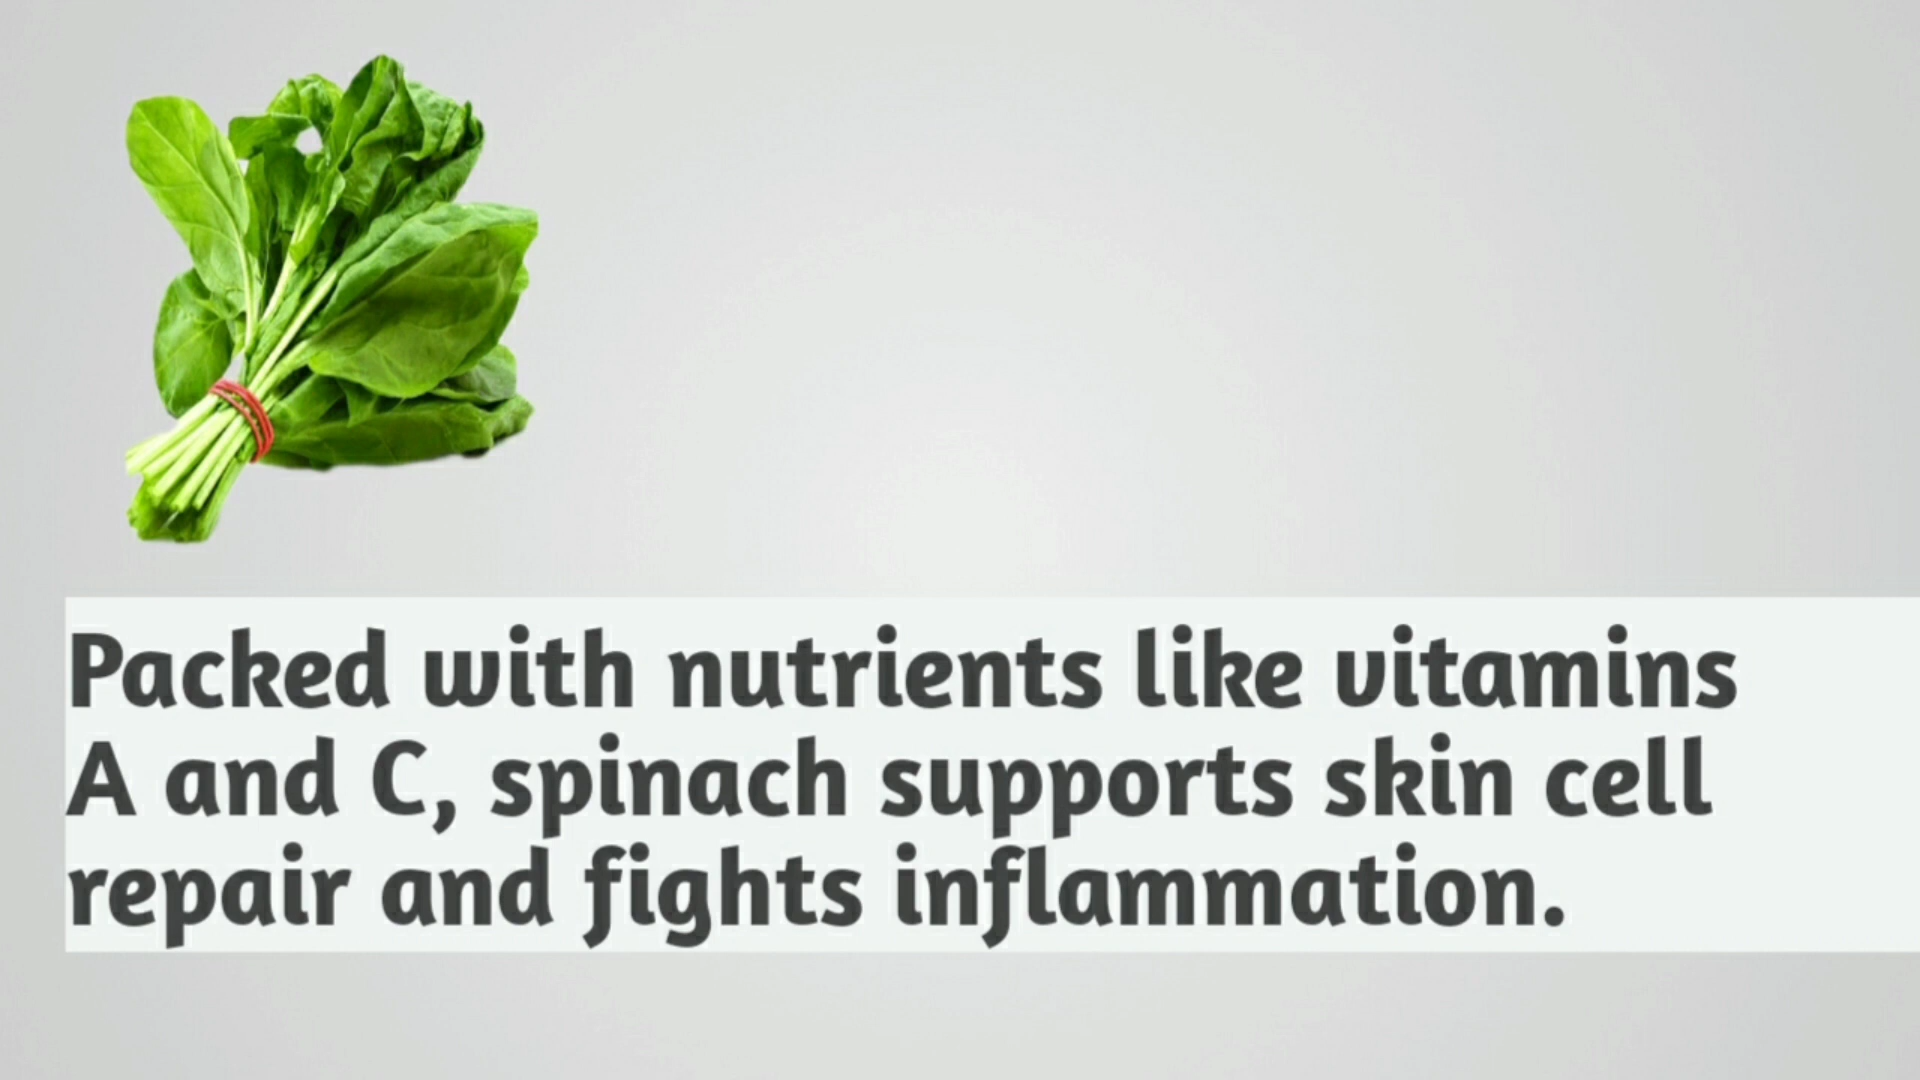 Packed with nutrients like vitamins
A and C, spinach supports skin cell
repair and fights inflammation.